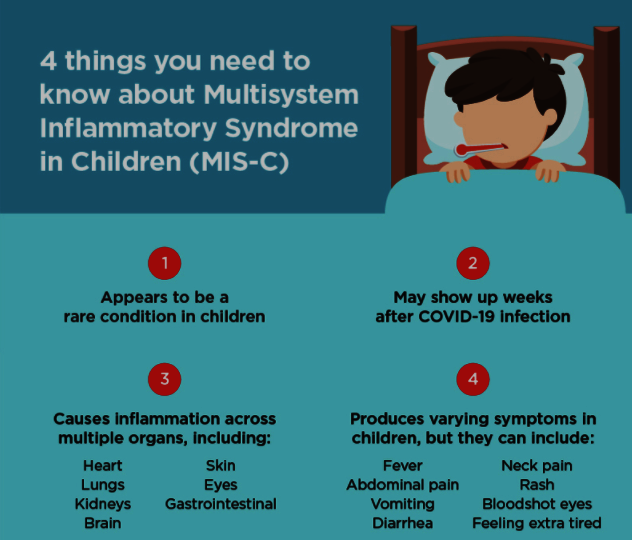 4 things you need to
know about Multisystem
Inflammatory Syndrome
in Children (MIS-C)
1
Appears to be a
rare condition in children
2
May show up weeks
after COVID-19 infection
3
Causes inflammation across
multiple organs, including:
Heart
Lungs
Kidneys
Brain
Skin
Eyes
Gastrointestinal
4
Produces varying symptoms in
children, but they can include:
Fever
Abdominal pain
Vomiting
Diarrhea
Neck pain
Rash
Bloodshot eyes
Feeling extra tired